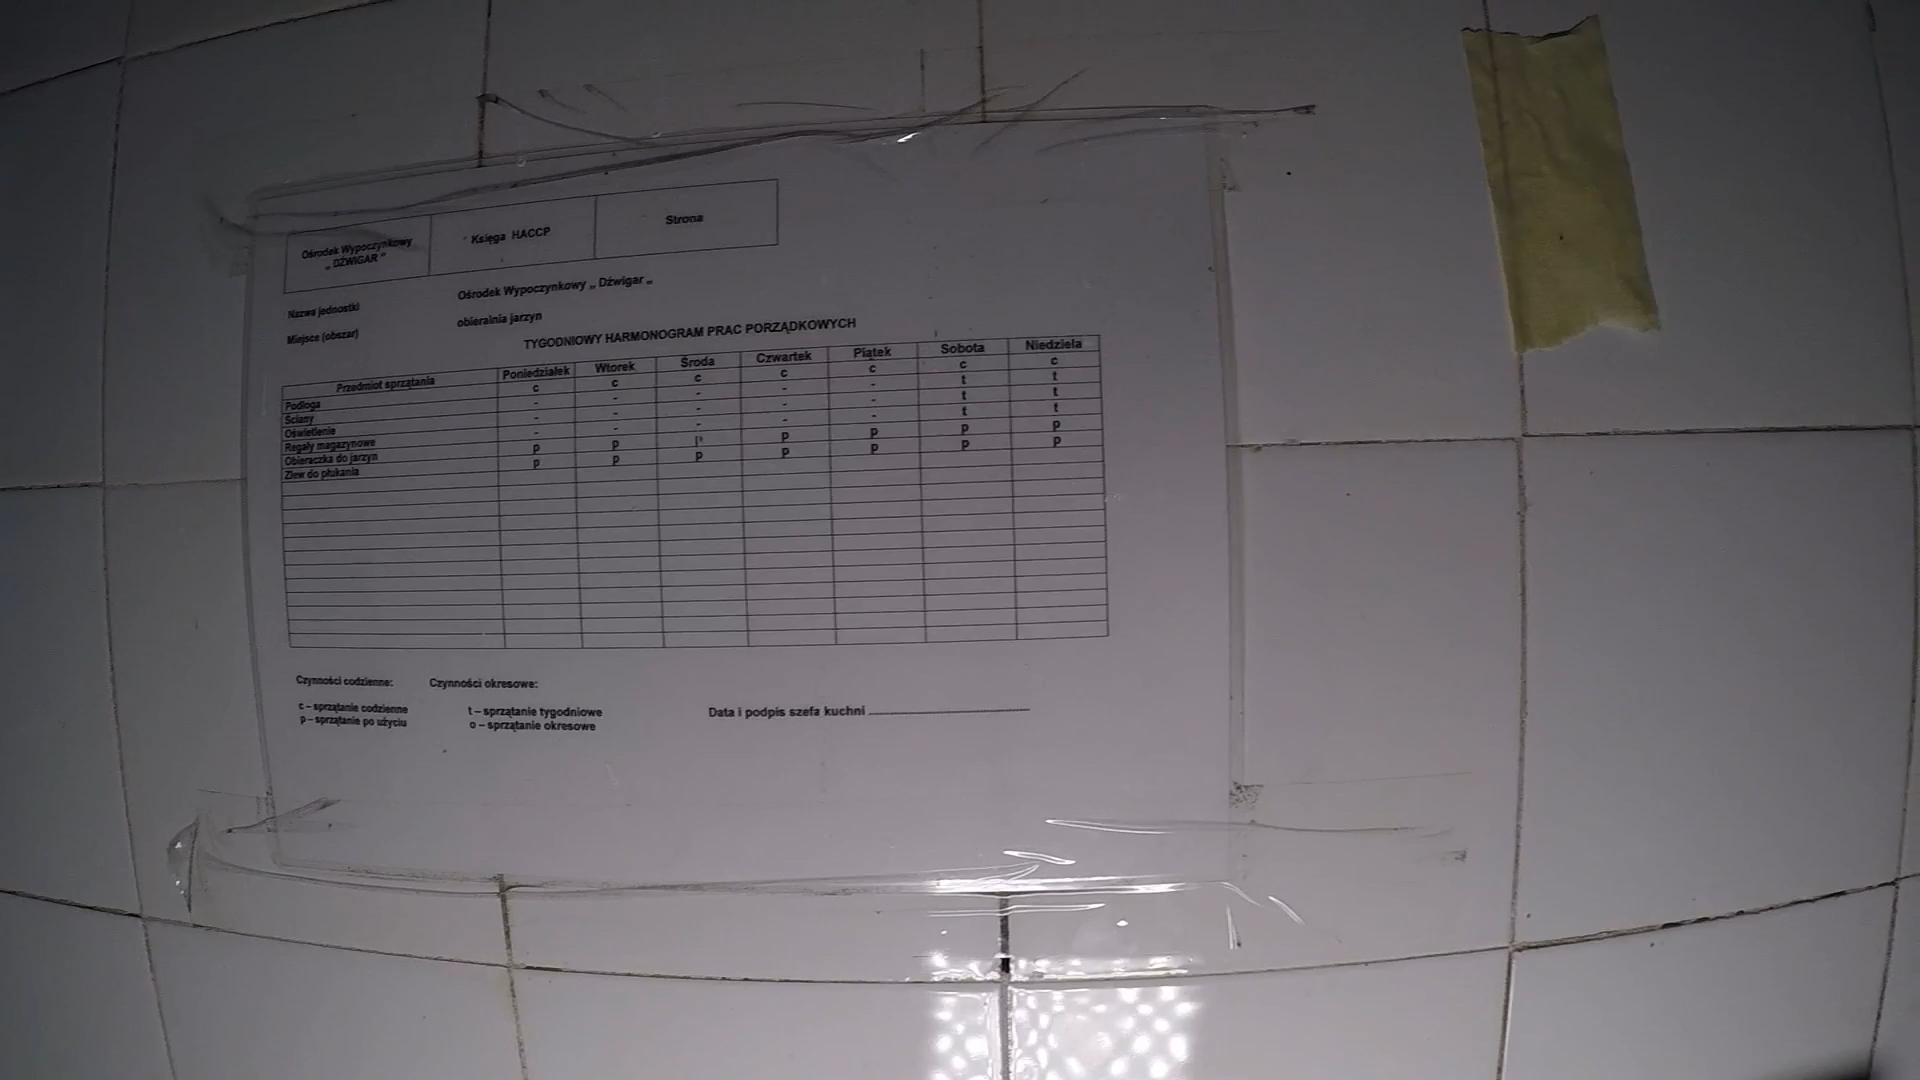 Ośrodek Wypoczynkowy
„ DŹWIGAR "
Księga HACCP
Strona
Nazwa jednostki
Ośrodek Wypoczynkowy „ Dźwigar „
Miejsce (obszar)
obieralnia jarzyn
TYGODNIOWY HARMONOGRAM PRAC PORZĄDKOWYCH
Przedmiot sprzątania Poniedziałek Wtorek Środa Czwartek Piątek Sobota Niedziela
Podłoga c c c c c c c
Ściany - - - - - t t
Oświetlenie - - - - - t t
Regały magazynowe - - - - - t t
Obieraczka do jarzyn p p p p p p p
Zlew do płukania p p p p p p p
Czynności codzienne: Czynności okresowe:
c – sprzątanie codzienne t – sprzątanie tygodniowe
p – sprzątanie po użyciu o – sprzątanie okresowe
Data i podpis szefa kuchni